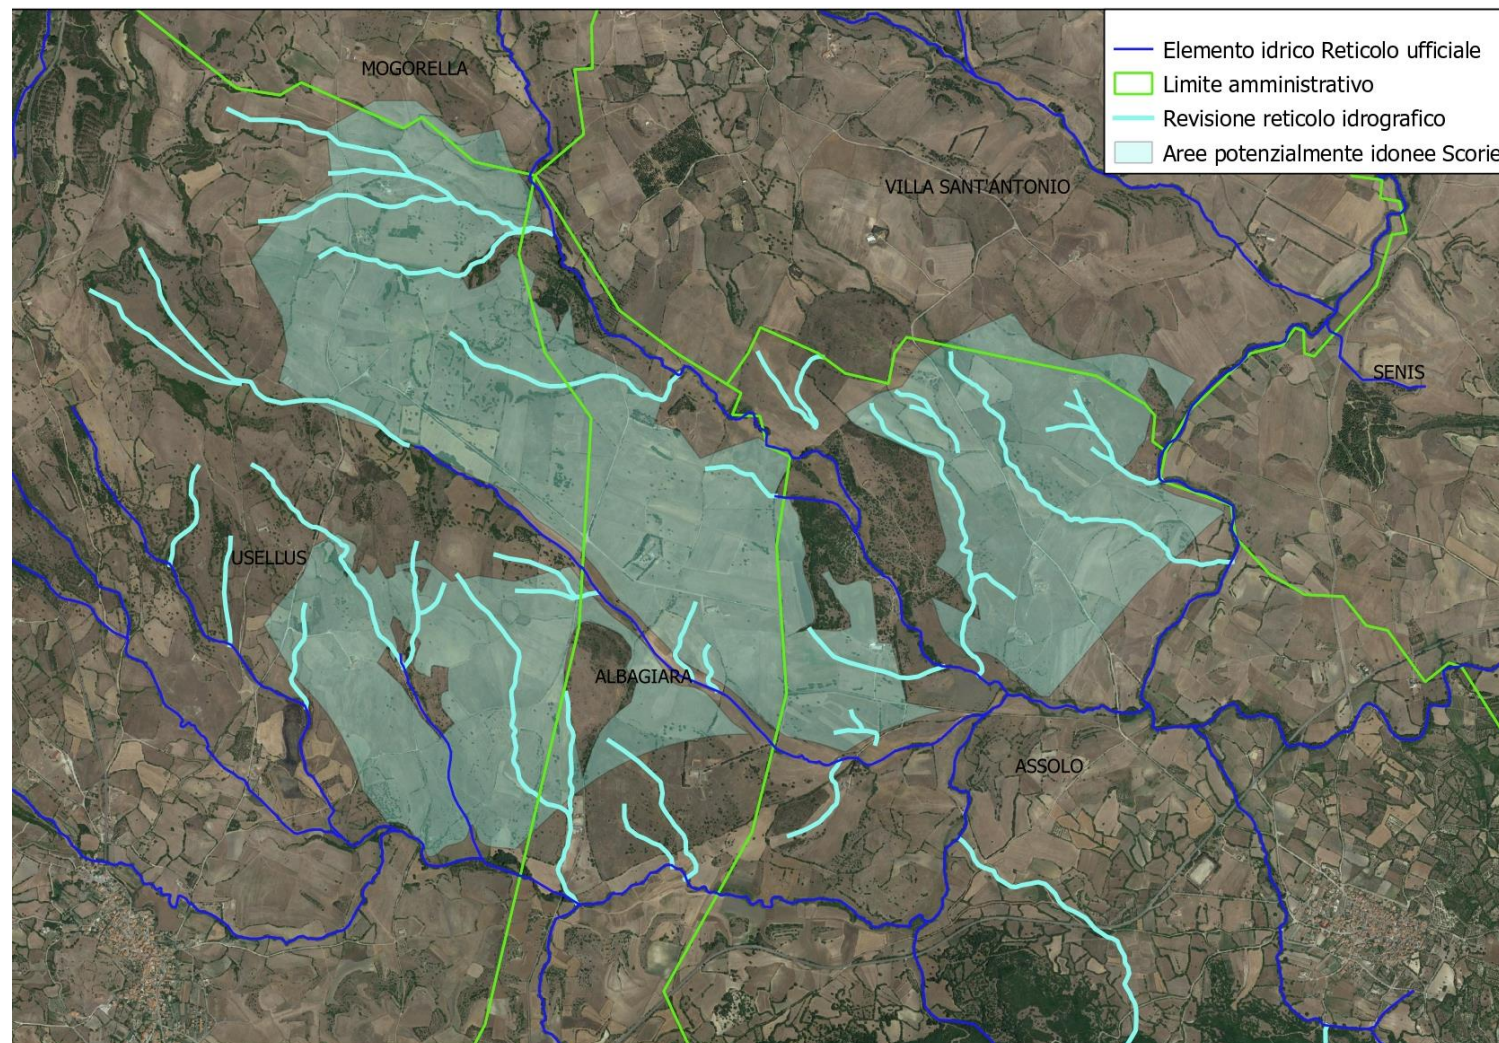 Elemento idrico Reticolo ufficiale
Limite amministrativo
Revisione reticolo idrografico
Aree potenzialmente idonee Scorie
MOGORELLA
VILLA SANT'ANTONIO
SENIS
USELLUS
ALBAGIARA
ASSOLO